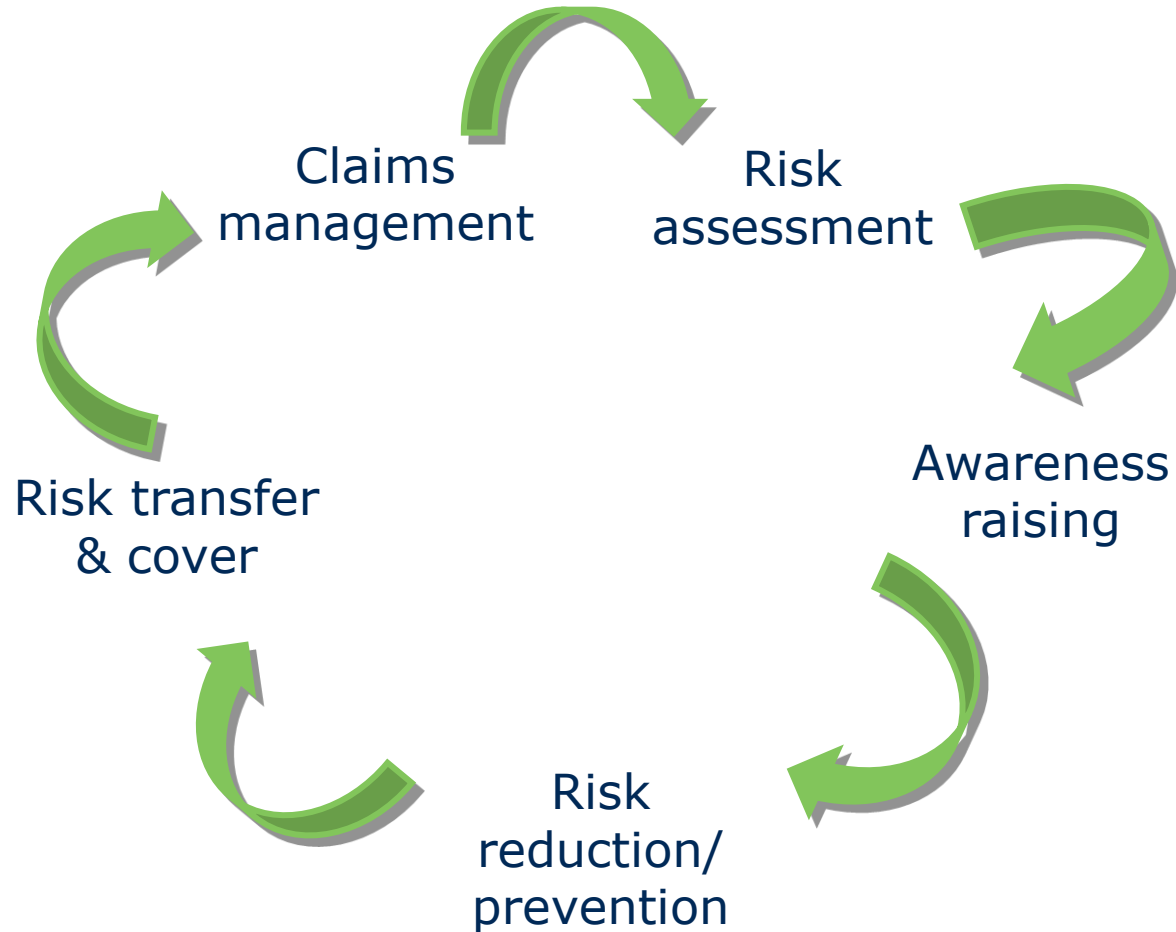 Claims
management
Risk
assessment
Awareness
raising
Risk transfer
& cover
Risk
reduction/
prevention